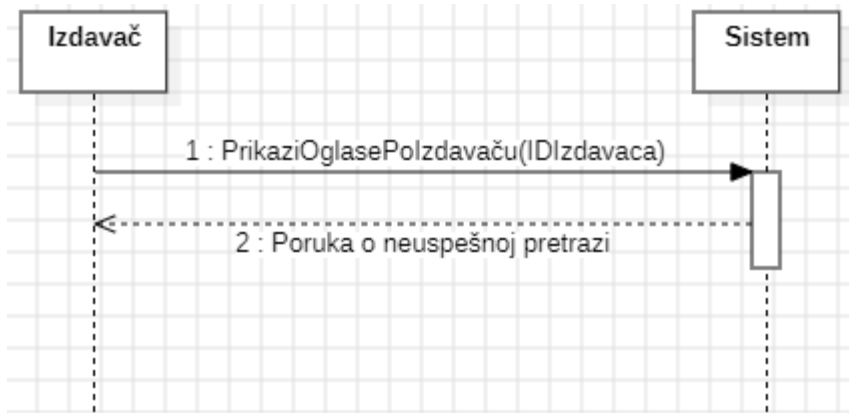 Izdavač
Sistem
1 : PrikaziOglasePoIzdavaču(IDIzdavaca)
2 : Poruka o neuspešnoj pretrazi